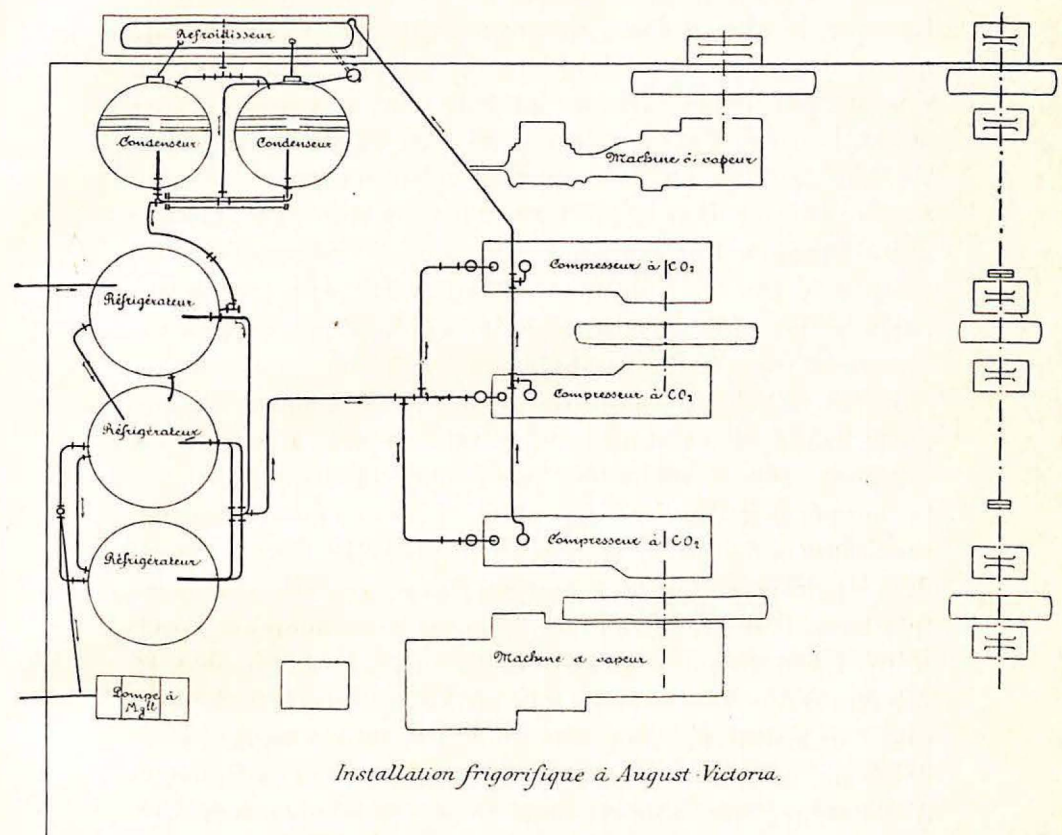 Refroidisseur
Condenseur
Condenseur
Machine à vapeur
Compresseur à CO2
Réfrigérateur
Compresseur à CO2
Réfrigérateur
Compresseur à CO2
Réfrigérateur
Machine a vapeur
Pompe à
Installation frigorifique à August-Victoria.